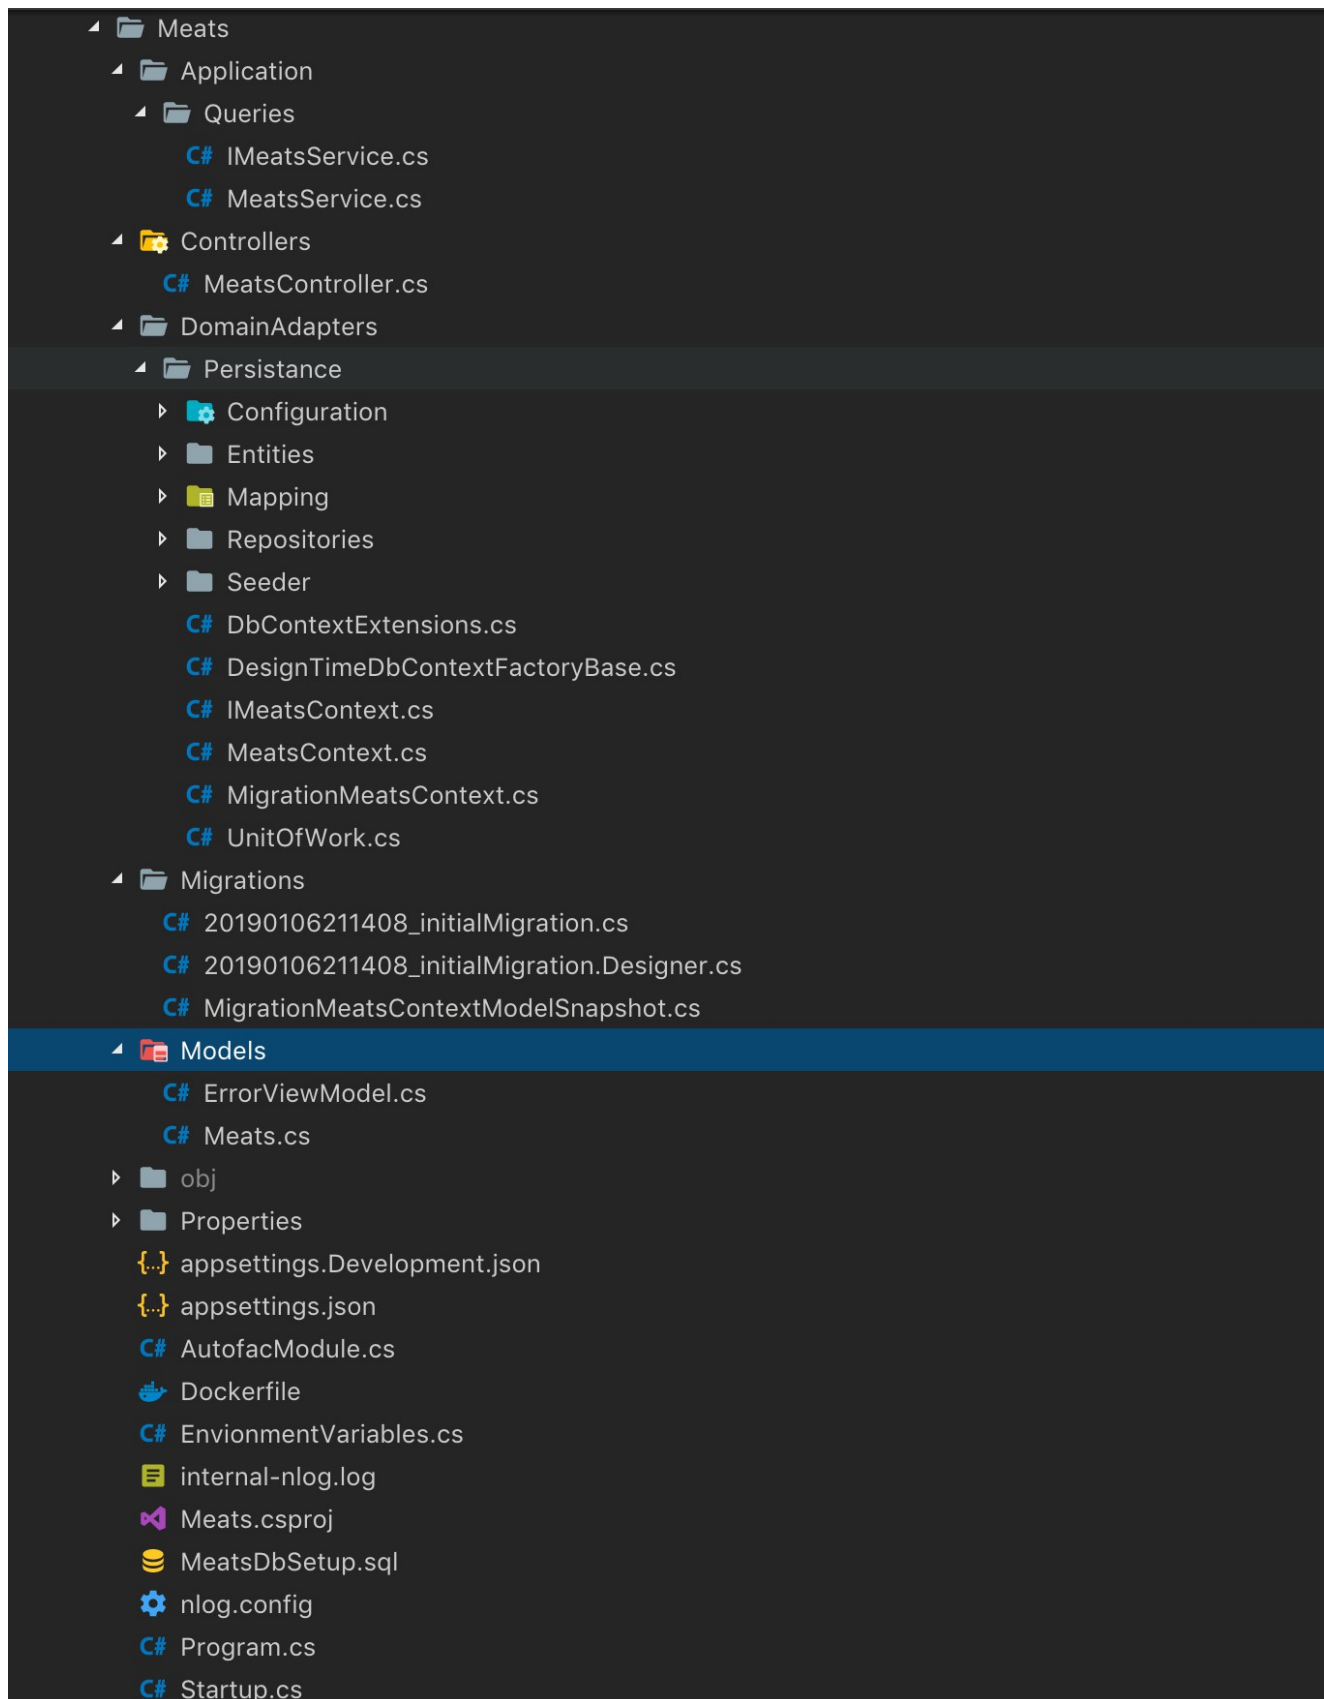 Meats
Application
Queries
C# IMeatsService.cs
C# MeatsService.cs
Controllers
C# MeatsController.cs
DomainAdapters
Persistance
Configuration
Entities
Mapping
Repositories
Seeder
C# DbContextExtensions.cs
C# DesignTimeDbContextFactoryBase.cs
C# IMeatsContext.cs
C# MeatsContext.cs
C# MigrationMeatsContext.cs
C# UnitOfWork.cs
Migrations
C# 20190106211408_initialMigration.cs
C# 20190106211408_initialMigration.Designer.cs
C# MigrationMeatsContextModelSnapshot.cs
Models
C# ErrorViewModel.cs
C# Meats.cs
obj
Properties
{..} appsettings.Development.json
{..} appsettings.json
C# AutofacModule.cs
Dockerfile
C# EnvionmentVariables.cs
internal-nlog.log
Meats.csproj
MeatsDbSetup.sql
nlog.config
C# Program.cs
C# Startup.cs